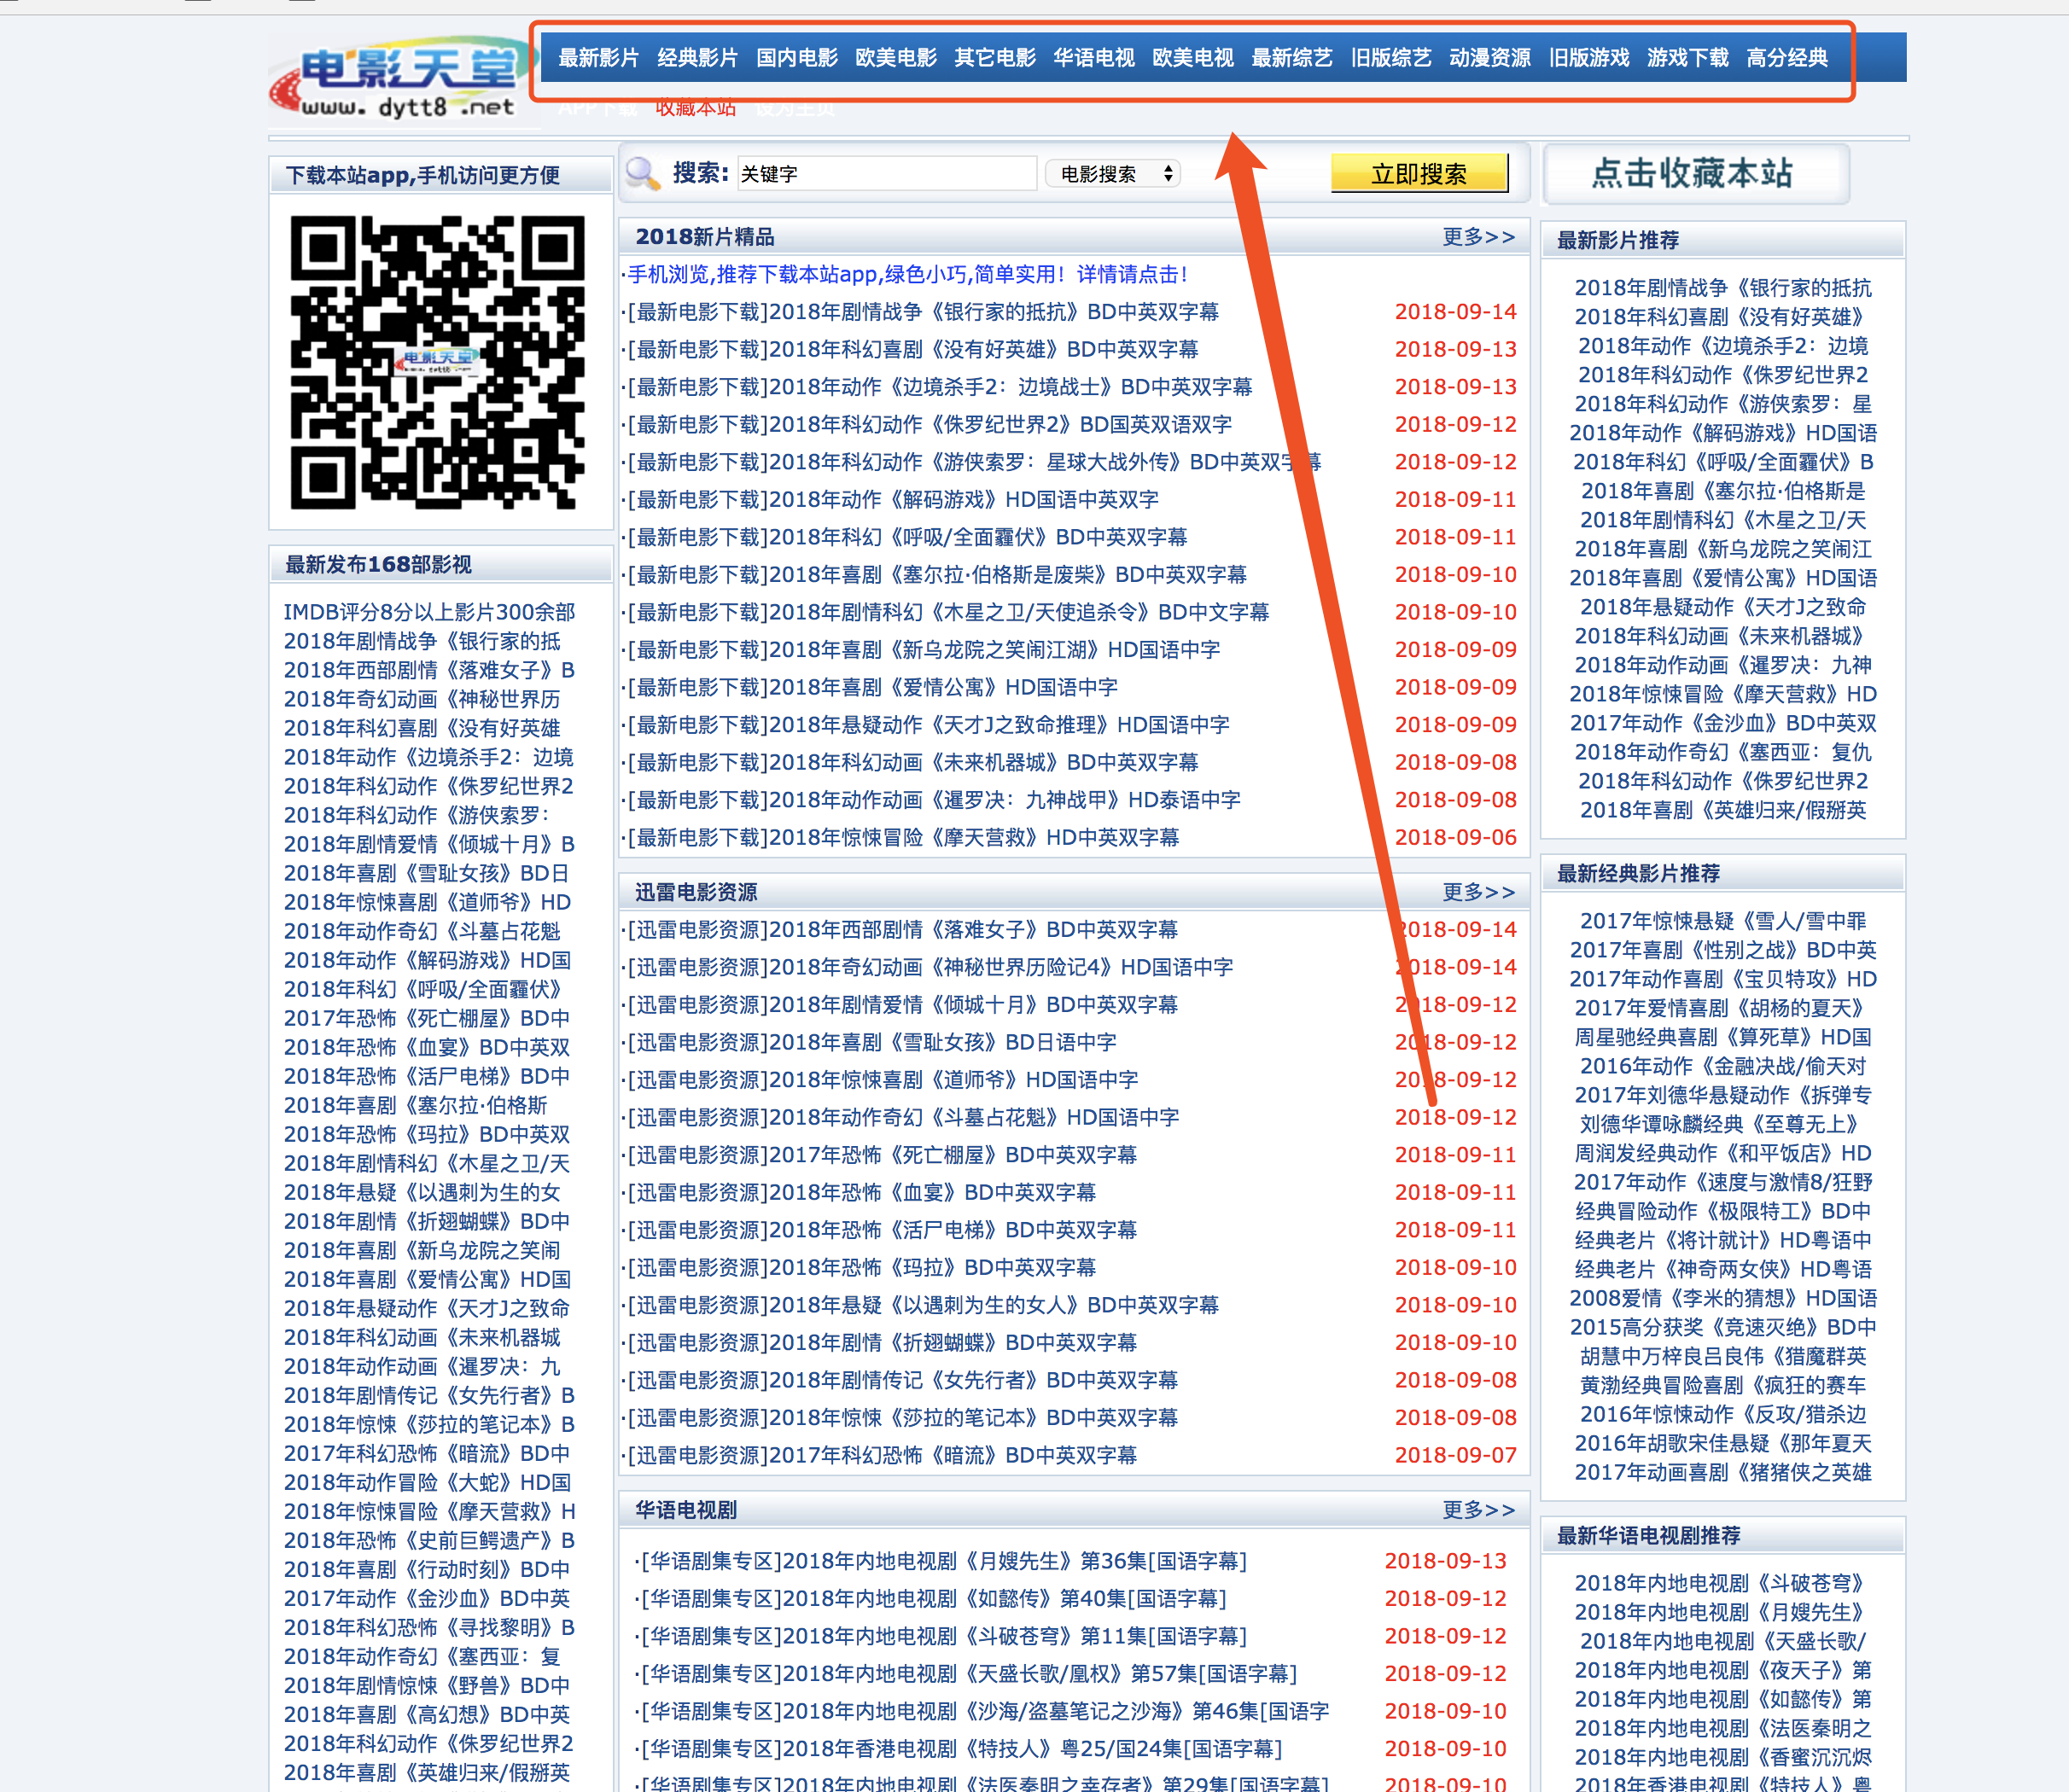 电影天堂
www. dytt8 .net
最新影片 经典影片 国内电影 欧美电影 其它电影 华语电视 欧美电视 最新综艺 旧版综艺 动漫资源 旧版游戏 游戏下载 高分经典
APP下载 收藏本站 设为主页
下载本站app,手机访问更方便
电影天堂
最新发布168部影视
IMDB评分8分以上影片300余部
2018年剧情战争《银行家的抵
2018年西部剧情《落难女子》B
2018年奇幻动画《神秘世界历
2018年科幻喜剧《没有好英雄
2018年动作《边境杀手2：边境
2018年科幻动作《侏罗纪世界2
2018年科幻动作《游侠索罗：
2018年剧情爱情《倾城十月》B
2018年喜剧《雪耻女孩》BD日
2018年惊悚喜剧《道师爷》HD
2018年动作奇幻《斗墓占花魁
2018年动作《解码游戏》HD国
2018年科幻《呼吸/全面霾伏》
2017年恐怖《死亡棚屋》BD中
2018年恐怖《血宴》BD中英双
2018年恐怖《活尸电梯》BD中
2018年喜剧《塞尔拉·伯格斯
2018年恐怖《玛拉》BD中英双
2018年剧情科幻《木星之卫/天
2018年悬疑《以遇刺为生的女
2018年剧情《折翅蝴蝶》BD中
2018年喜剧《新乌龙院之笑闹
2018年喜剧《爱情公寓》HD国
2018年悬疑动作《天才J之致命
2018年科幻动画《未来机器城
2018年动作动画《暹罗决：九
2018年剧情传记《女先行者》B
2018年惊悚《莎拉的笔记本》B
2017年科幻恐怖《暗流》BD中
2018年动作冒险《大蛇》HD国
2018年惊悚冒险《摩天营救》H
2018年恐怖《史前巨鳄遗产》B
2018年喜剧《行动时刻》BD中
2017年动作《金沙血》BD中英
2018年科幻恐怖《寻找黎明》B
2018年动作奇幻《塞西亚：复
2018年剧情惊悚《野兽》BD中
2018年喜剧《高幻想》BD中英
2018年科幻动作《侏罗纪世界2
2018年喜剧《英雄归来/假掰英
搜索: 关键字 电影搜索 立即搜索
2018新片精品 更多>>
·手机浏览,推荐下载本站app,绿色小巧,简单实用！详情请点击！
·[最新电影下载]2018年剧情战争《银行家的抵抗》BD中英双字幕 2018-09-14
·[最新电影下载]2018年科幻喜剧《没有好英雄》BD中英双字幕 2018-09-13
·[最新电影下载]2018年动作《边境杀手2：边境战士》BD中英双字幕 2018-09-13
·[最新电影下载]2018年科幻动作《侏罗纪世界2》BD国英双语双字 2018-09-12
·[最新电影下载]2018年科幻动作《游侠索罗：星球大战外传》BD中英双字幕 2018-09-12
·[最新电影下载]2018年动作《解码游戏》HD国语中英双字 2018-09-11
·[最新电影下载]2018年科幻《呼吸/全面霾伏》BD中英双字幕 2018-09-11
·[最新电影下载]2018年喜剧《塞尔拉·伯格斯是废柴》BD中英双字幕 2018-09-10
·[最新电影下载]2018年剧情科幻《木星之卫/天使追杀令》BD中文字幕 2018-09-10
·[最新电影下载]2018年喜剧《新乌龙院之笑闹江湖》HD国语中字 2018-09-09
·[最新电影下载]2018年喜剧《爱情公寓》HD国语中字 2018-09-09
·[最新电影下载]2018年悬疑动作《天才J之致命推理》HD国语中字 2018-09-09
·[最新电影下载]2018年科幻动画《未来机器城》BD中英双字幕 2018-09-08
·[最新电影下载]2018年动作动画《暹罗决：九神战甲》HD泰语中字 2018-09-08
·[最新电影下载]2018年惊悚冒险《摩天营救》HD中英双字幕 2018-09-06
迅雷电影资源 更多>>
·[迅雷电影资源]2018年西部剧情《落难女子》BD中英双字幕 2018-09-14
·[迅雷电影资源]2018年奇幻动画《神秘世界历险记4》HD国语中字 2018-09-14
·[迅雷电影资源]2018年剧情爱情《倾城十月》BD中英双字幕 2018-09-12
·[迅雷电影资源]2018年喜剧《雪耻女孩》BD日语中字 2018-09-12
·[迅雷电影资源]2018年惊悚喜剧《道师爷》HD国语中字 2018-09-12
·[迅雷电影资源]2018年动作奇幻《斗墓占花魁》HD国语中字 2018-09-12
·[迅雷电影资源]2017年恐怖《死亡棚屋》BD中英双字幕 2018-09-11
·[迅雷电影资源]2018年恐怖《血宴》BD中英双字幕 2018-09-11
·[迅雷电影资源]2018年恐怖《活尸电梯》BD中英双字幕 2018-09-11
·[迅雷电影资源]2018年恐怖《玛拉》BD中英双字幕 2018-09-10
·[迅雷电影资源]2018年悬疑《以遇刺为生的女人》BD中英双字幕 2018-09-10
·[迅雷电影资源]2018年剧情《折翅蝴蝶》BD中英双字幕 2018-09-10
·[迅雷电影资源]2018年剧情传记《女先行者》BD中英双字幕 2018-09-08
·[迅雷电影资源]2018年惊悚《莎拉的笔记本》BD中英双字幕 2018-09-08
·[迅雷电影资源]2017年科幻恐怖《暗流》BD中英双字幕 2018-09-07
华语电视剧 更多>>
·[华语剧集专区]2018年内地电视剧《月嫂先生》第36集[国语字幕] 2018-09-13
·[华语剧集专区]2018年内地电视剧《如懿传》第40集[国语字幕] 2018-09-12
·[华语剧集专区]2018年内地电视剧《斗破苍穹》第11集[国语字幕] 2018-09-12
·[华语剧集专区]2018年内地电视剧《天盛长歌/凰权》第57集[国语字幕] 2018-09-12
·[华语剧集专区]2018年内地电视剧《沙海/盗墓笔记之沙海》第46集[国语字 2018-09-10
·[华语剧集专区]2018年香港电视剧《特技人》粤25/国24集[国语字幕] 2018-09-10
·[华语剧集专区]2018年内地电视剧《法医秦明之幸存者》第29集[国语字幕] 2018-09-10
点击收藏本站
最新影片推荐
2018年剧情战争《银行家的抵抗
2018年科幻喜剧《没有好英雄》
2018年动作《边境杀手2：边境
2018年科幻动作《侏罗纪世界2
2018年科幻动作《游侠索罗：星
2018年动作《解码游戏》HD国语
2018年科幻《呼吸/全面霾伏》B
2018年喜剧《塞尔拉·伯格斯是
2018年剧情科幻《木星之卫/天
2018年喜剧《新乌龙院之笑闹江
2018年喜剧《爱情公寓》HD国语
2018年悬疑动作《天才J之致命
2018年科幻动画《未来机器城》
2018年动作动画《暹罗决：九神
2018年惊悚冒险《摩天营救》HD
2017年动作《金沙血》BD中英双
2018年动作奇幻《塞西亚：复仇
2018年科幻动作《侏罗纪世界2
2018年喜剧《英雄归来/假掰英
最新经典影片推荐
2017年惊悚悬疑《雪人/雪中罪
2017年喜剧《性别之战》BD中英
2017年动作喜剧《宝贝特攻》HD
2017年爱情喜剧《胡杨的夏天》
周星驰经典喜剧《算死草》HD国
2016年动作《金融决战/偷天对
2017年刘德华悬疑动作《拆弹专
刘德华谭咏麟经典《至尊无上》
周润发经典动作《和平饭店》HD
2017年动作《速度与激情8/狂野
经典冒险动作《极限特工》BD中
经典老片《将计就计》HD粤语中
经典老片《神奇两女侠》HD粤语
2008爱情《李米的猜想》HD国语
2015高分获奖《竞速灭绝》BD中
胡慧中万梓良吕良伟《猎魔群英
黄渤经典冒险喜剧《疯狂的赛车
2016年惊悚动作《反攻/猎杀边
2016年胡歌宋佳悬疑《那年夏天
2017年动画喜剧《猪猪侠之英雄
最新华语电视剧推荐
2018年内地电视剧《斗破苍穹》
2018年内地电视剧《月嫂先生》
2018年内地电视剧《天盛长歌/
2018年内地电视剧《夜天子》第
2018年内地电视剧《如懿传》第
2018年内地电视剧《法医秦明之
2018年内地电视剧《香蜜沉沉烬
2018年香港电视剧《特技人》粤